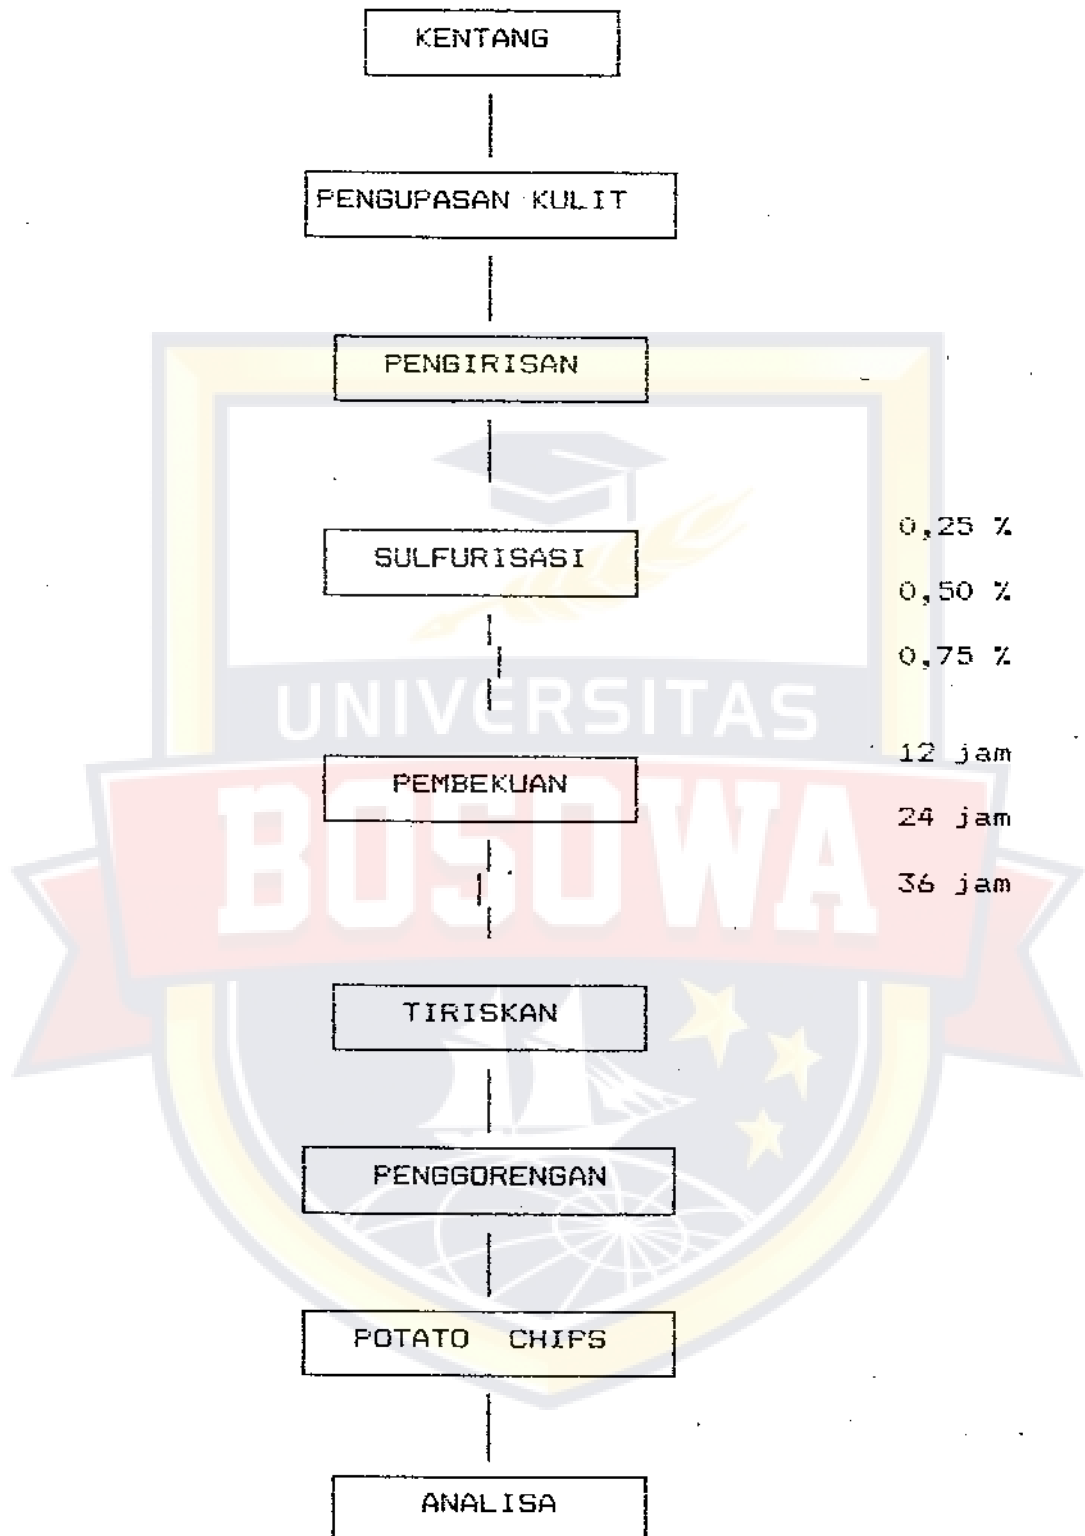 KENTANG
PENGUPASAN KULIT
PENGIRISAN
SULFURISASI
0,25 %
0,50 %
0,75 %
UNIVERSITAS
PEMBEKUAN
12 jam
24 jam
36 jam
BOSOWA
TIRISKAN
PENGGORENGAN
POTATO CHIPS
ANALISA